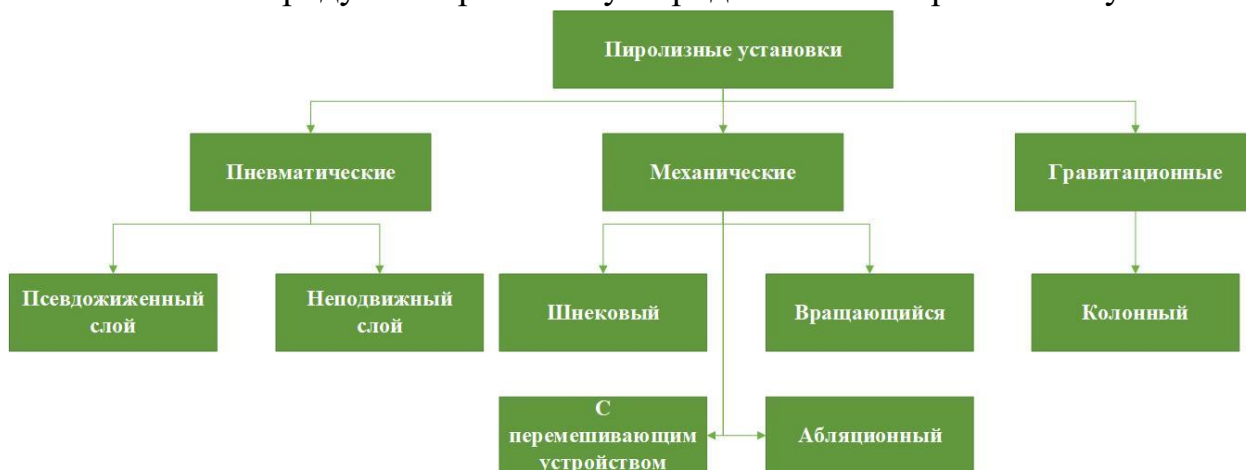 Пиролизные установки
Пневматические
Механические
Гравитационные
Псевдожиженный
слой
Неподвижный
слой
Шнековый
Вращающийся
Колонный
С
перемешивающим
устройством
Абляционный